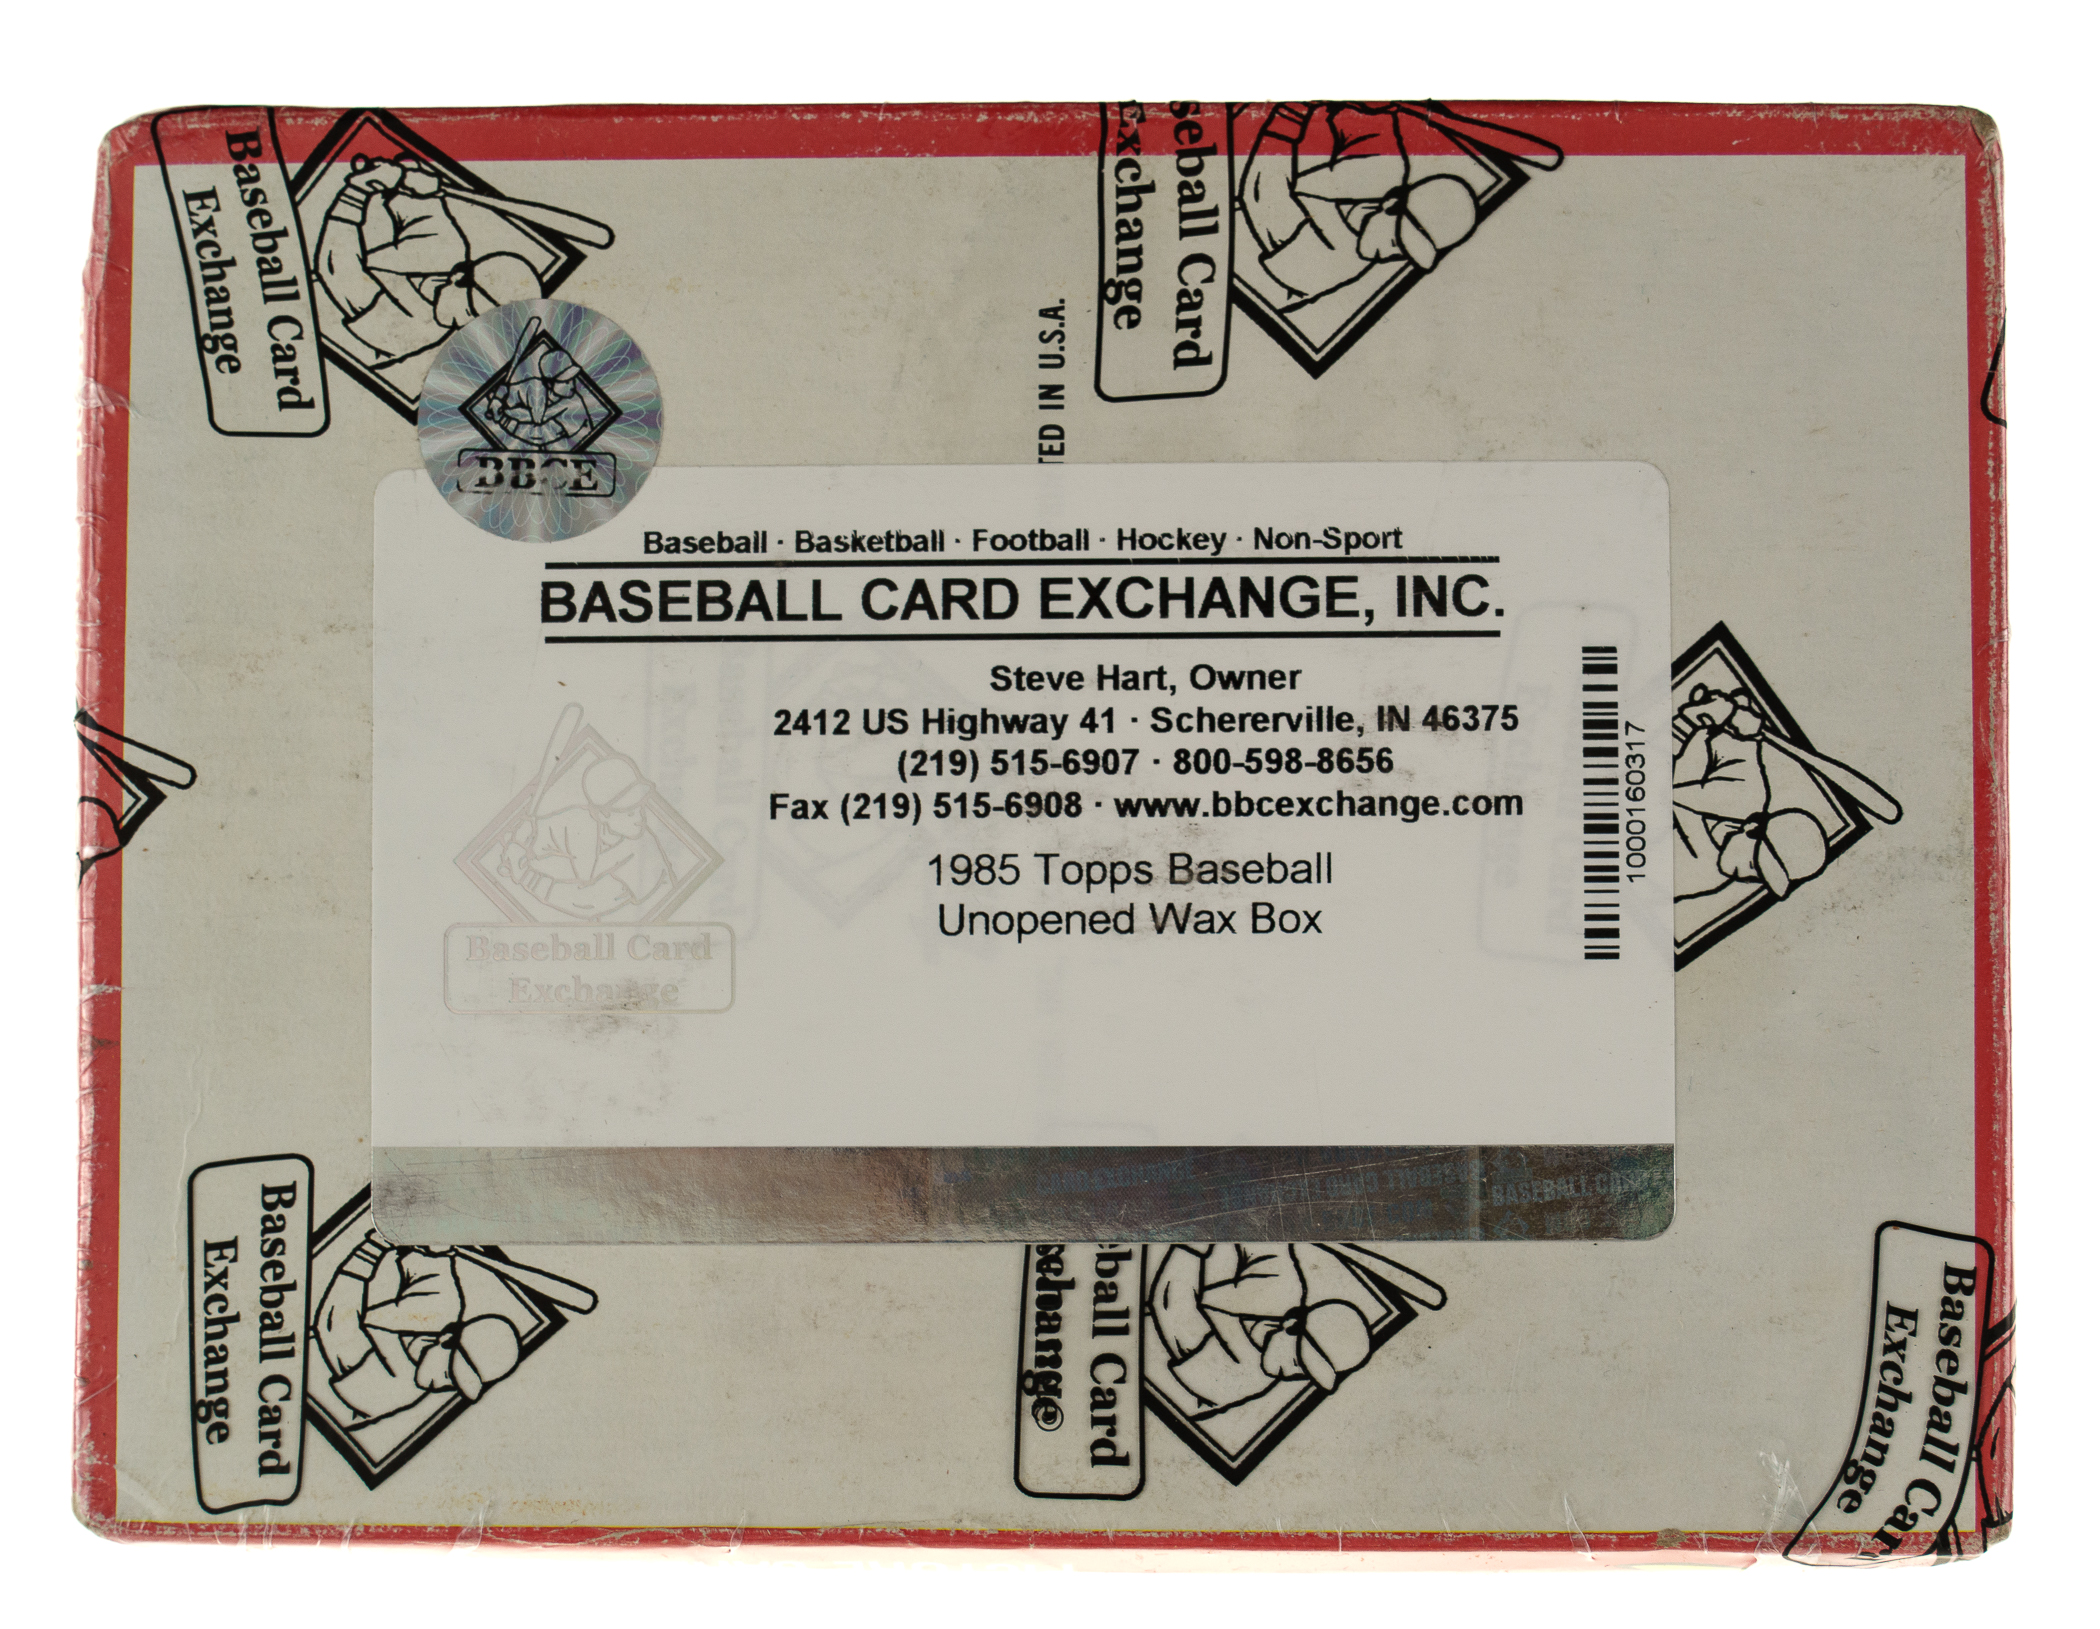 Baseball Card
Exchange
seball Card
Exchange
TED IN U.S.A.
BBCE
Baseball · Basketball · Football · Hockey · Non-Sport
BASEBALL CARD EXCHANGE, INC.
Steve Hart, Owner
2412 US Highway 41 · Schererville, IN 46375
(219) 515-6907 · 800-598-8656
Fax (219) 515-6908 · www.bbcexchange.com
1985 Topps Baseball
Unopened Wax Box
1000160317
Baseball Card
Exchange
BASEBALL CARD
Baseball Card
Exchange
ball Card
Baseball Car
Exchange